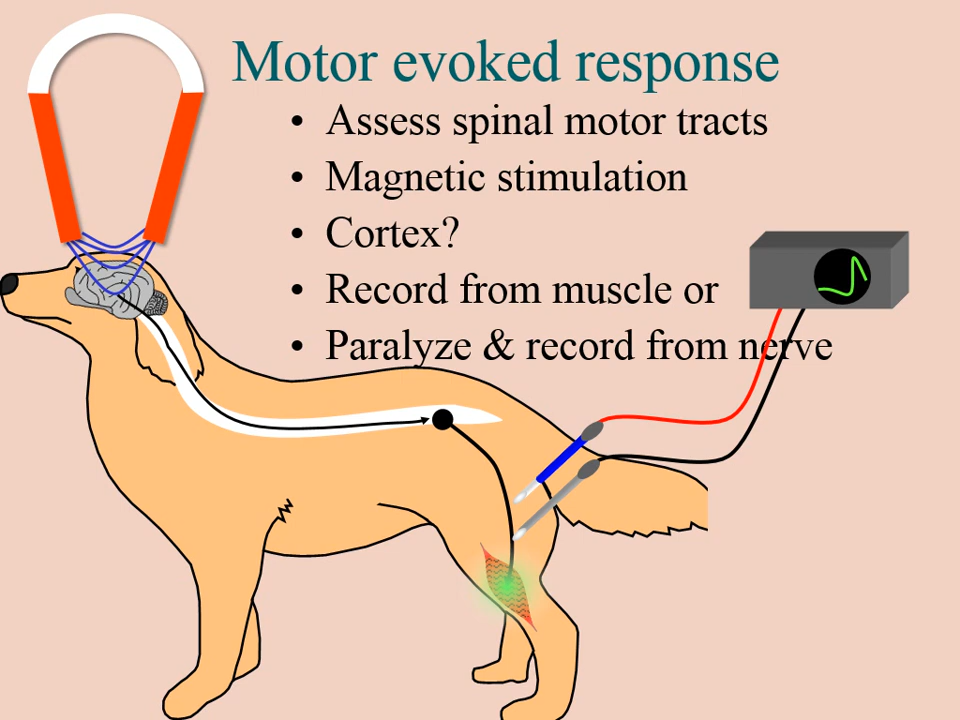 Motor evoked response
• Assess spinal motor tracts
• Magnetic stimulation
• Cortex?
• Record from muscle or
• Paralyze & record from nerve